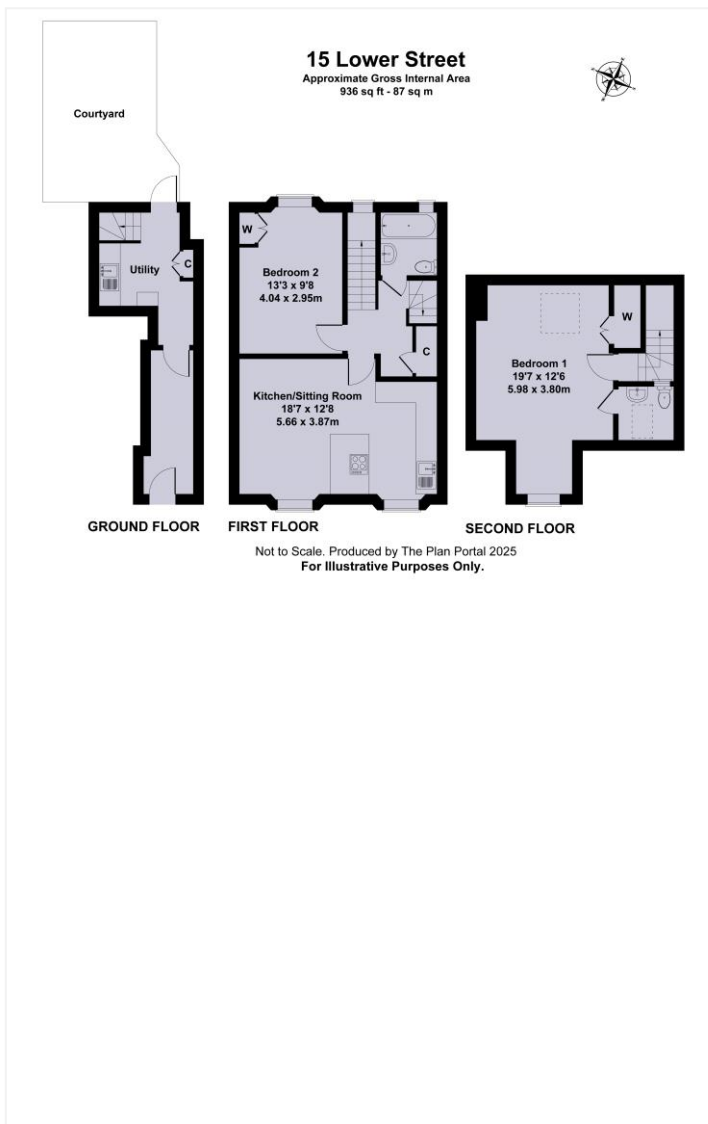 15 Lower Street
Approximate Gross Internal Area
936 sq ft - 87 sq m
Courtyard
Utility
C
GROUND FLOOR
W
Bedroom 2
13'3 x 9'8
4.04 x 2.95m
C
Kitchen/Sitting Room
18'7 x 12'8
5.66 x 3.87m
FIRST FLOOR
W
Bedroom 1
19'7 x 12'6
5.98 x 3.80m
SECOND FLOOR
Not to Scale. Produced by The Plan Portal 2025
For Illustrative Purposes Only.